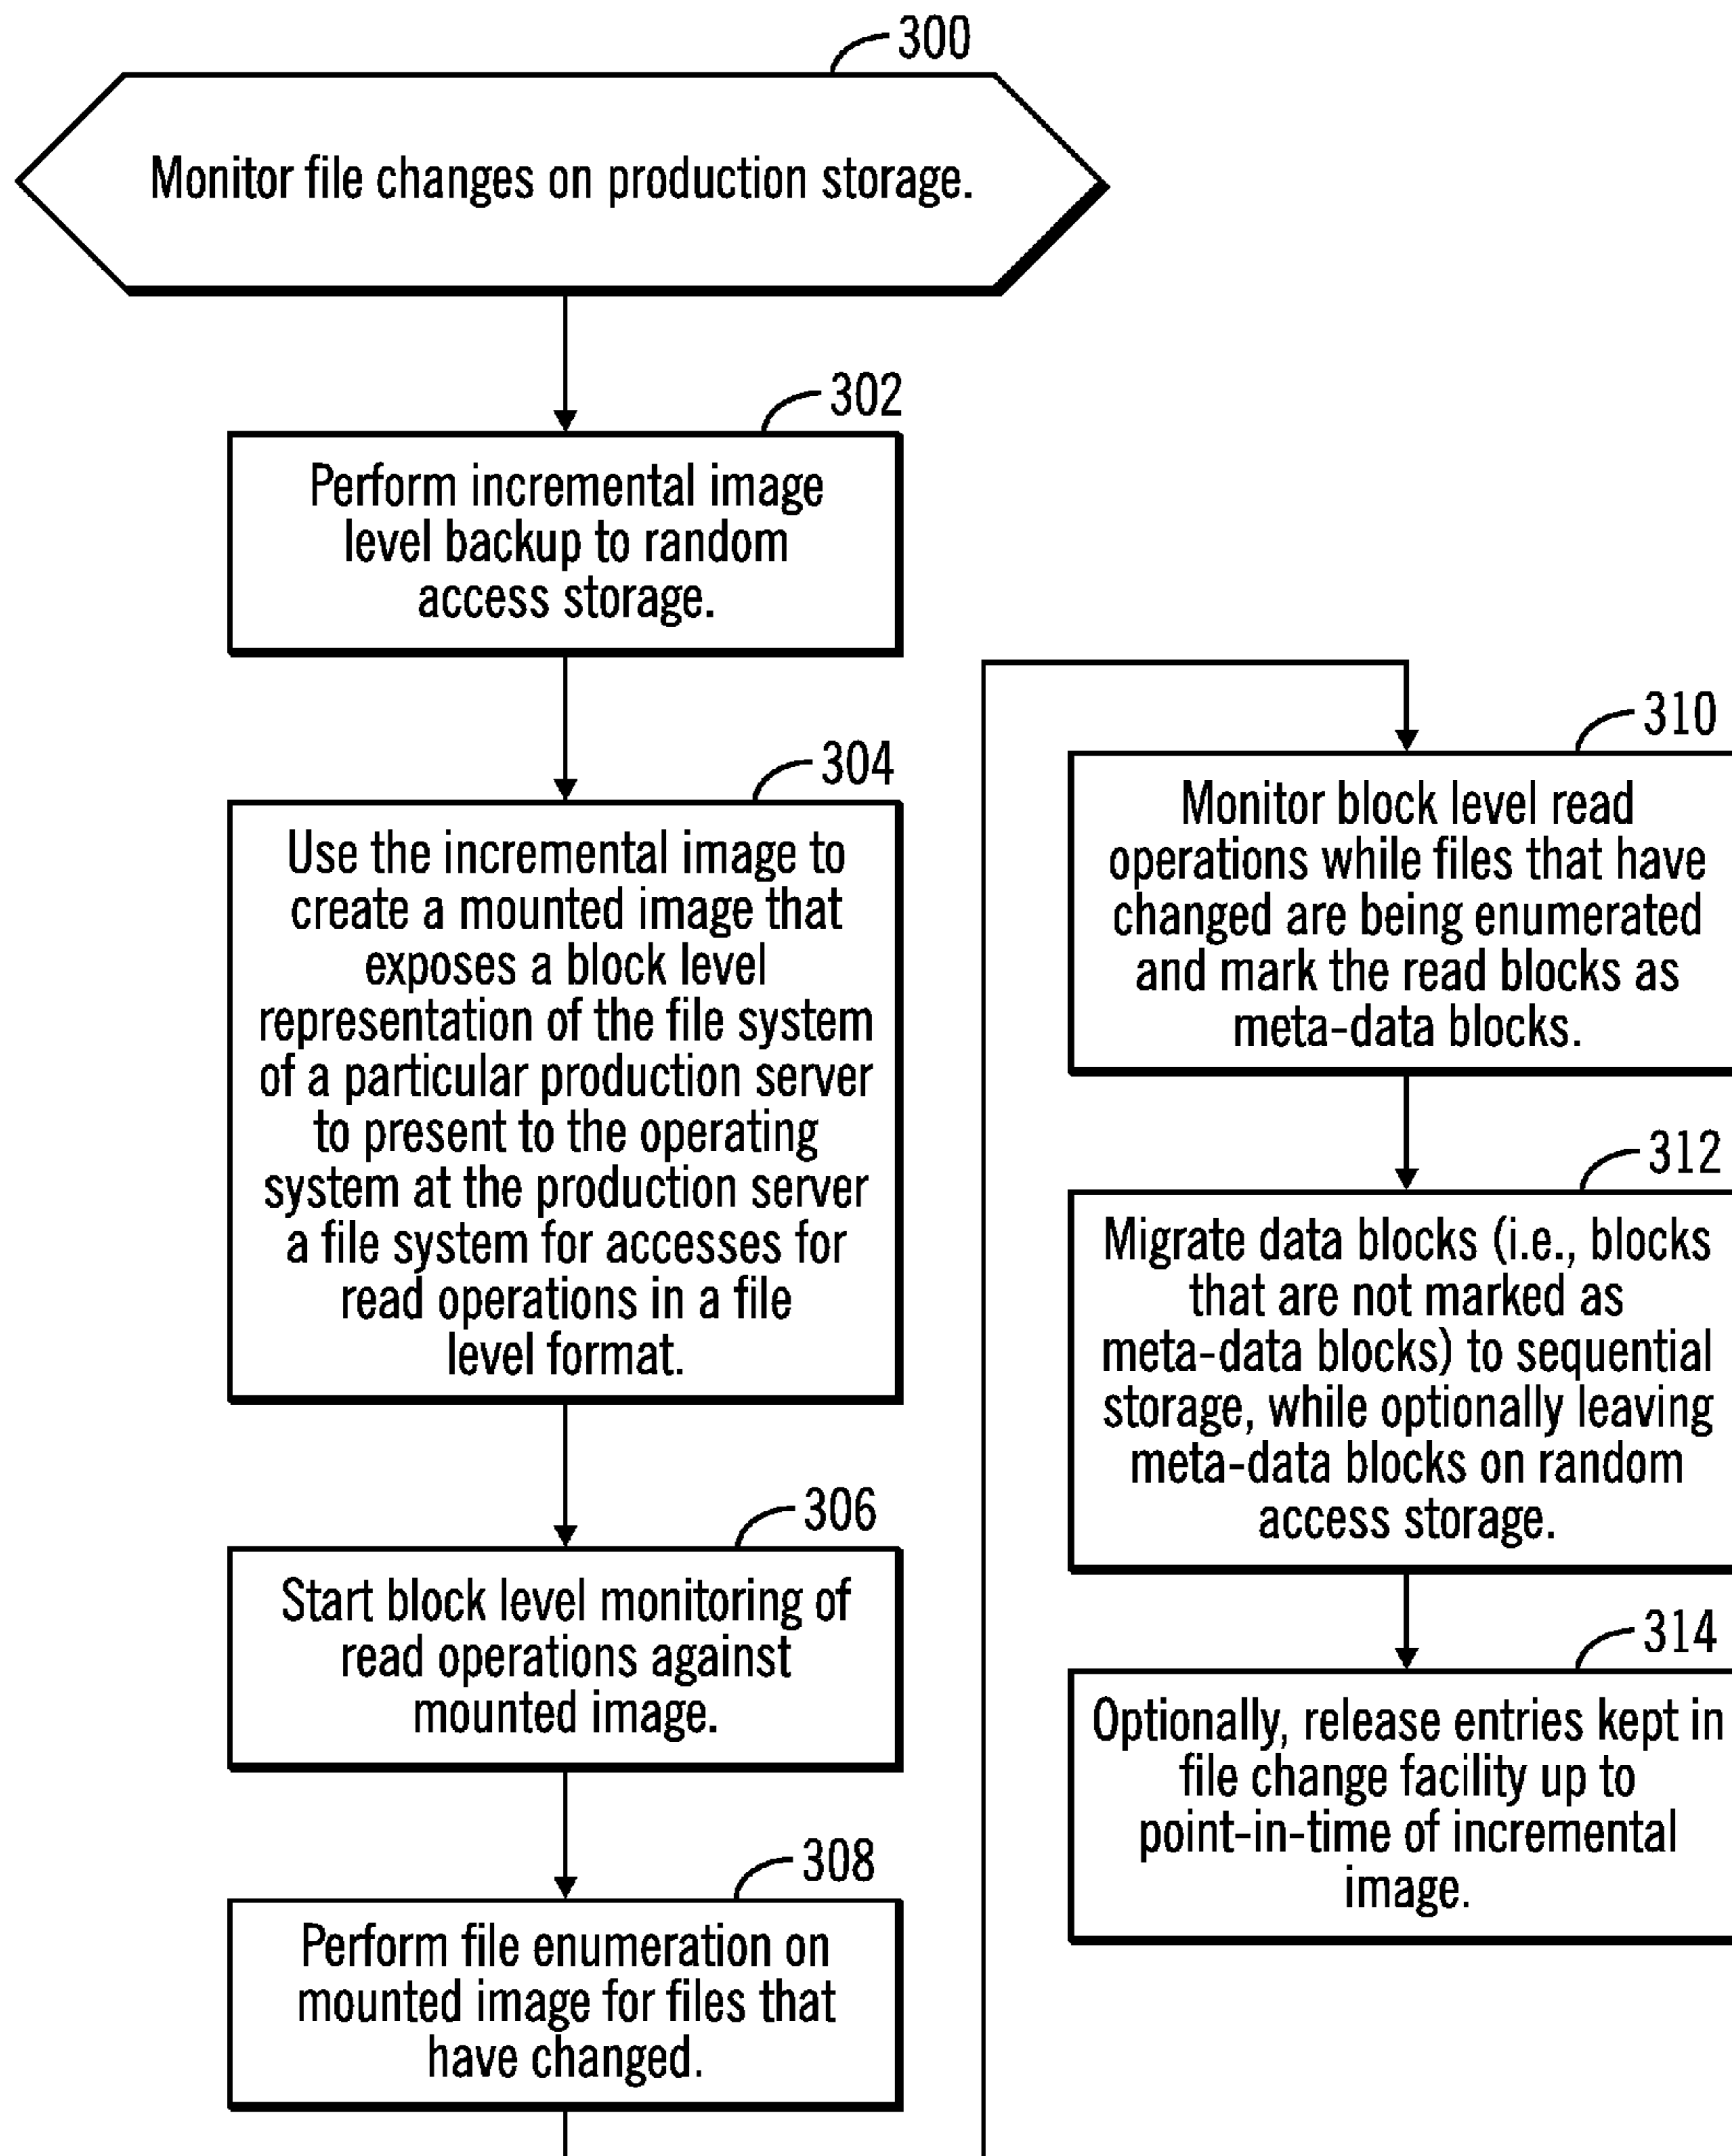 300
Monitor file changes on production storage.
302
Perform incremental image
level backup to random
access storage.
304
Use the incremental image to
create a mounted image that
exposes a block level
representation of the file system
of a particular production server
to present to the operating
system at the production server
a file system for accesses for
read operations in a file
level format.
306
Start block level monitoring of
read operations against
mounted image.
308
Perform file enumeration on
mounted image for files that
have changed.
310
Monitor block level read
operations while files that have
changed are being enumerated
and mark the read blocks as
meta-data blocks.
312
Migrate data blocks (i.e., blocks
that are not marked as
meta-data blocks) to sequential
storage, while optionally leaving
meta-data blocks on random
access storage.
314
Optionally, release entries kept in
file change facility up to
point-in-time of incremental
image.